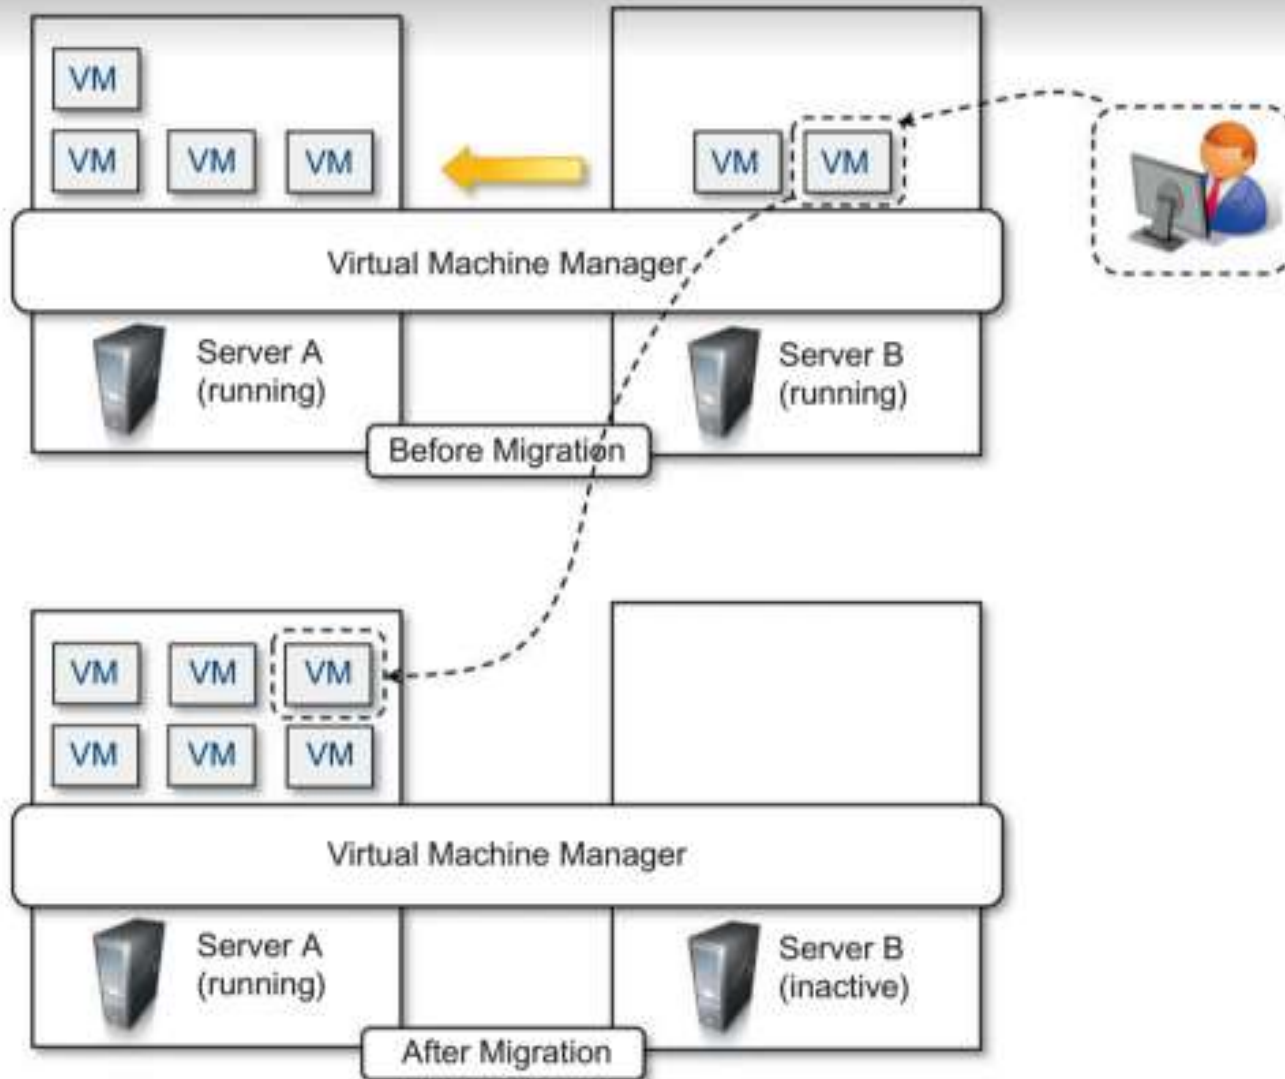 VM
VM VM VM
VM VM
Virtual Machine Manager
Server A
(running)
Server B
(running)
Before Migration
VM VM VM
VM VM VM
Virtual Machine Manager
Server A
(running)
Server B
(inactive)
After Migration